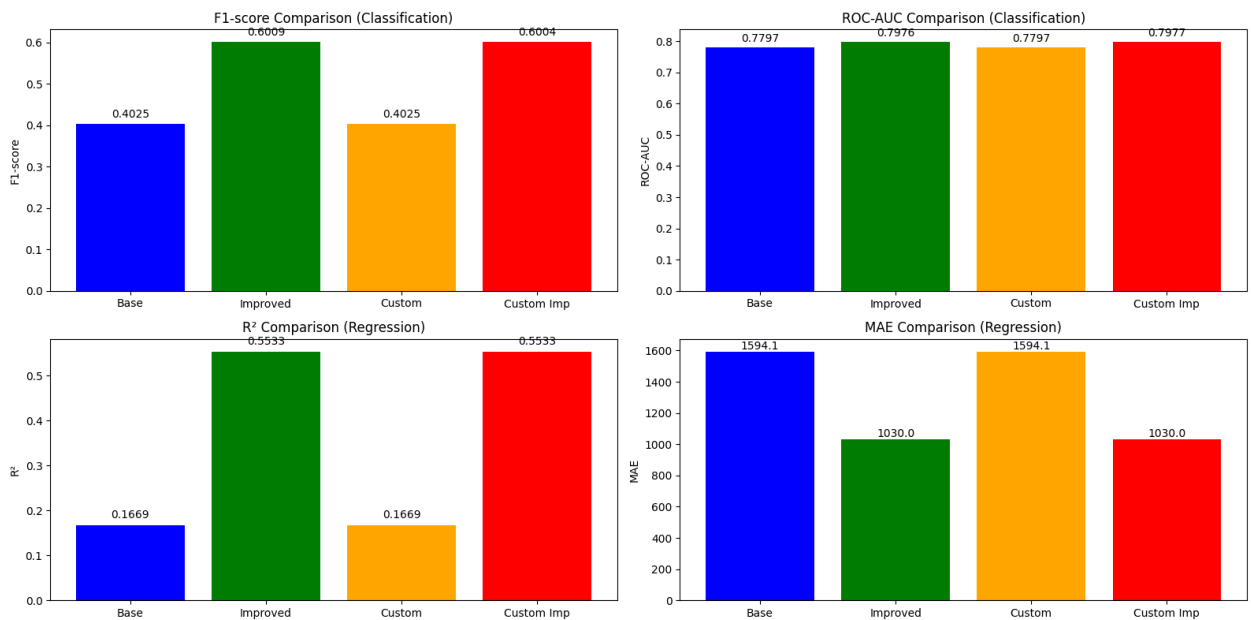 F1-score Comparison (Classification)
F1-score
0.6
0.5
0.4
0.3
0.2
0.1
0.0
0.4025
0.6009
0.4025
0.6004
Base
Improved
Custom
Custom Imp
ROC-AUC Comparison (Classification)
ROC-AUC
0.8
0.7
0.6
0.5
0.4
0.3
0.2
0.1
0.0
0.7797
0.7976
0.7797
0.7977
Base
Improved
Custom
Custom Imp
R² Comparison (Regression)
R²
0.5
0.4
0.3
0.2
0.1
0.0
0.1669
0.5533
0.1669
0.5533
Base
Improved
Custom
Custom Imp
MAE Comparison (Regression)
MAE
1600
1400
1200
1000
800
600
400
200
0
1594.1
1030.0
1594.1
1030.0
Base
Improved
Custom
Custom Imp